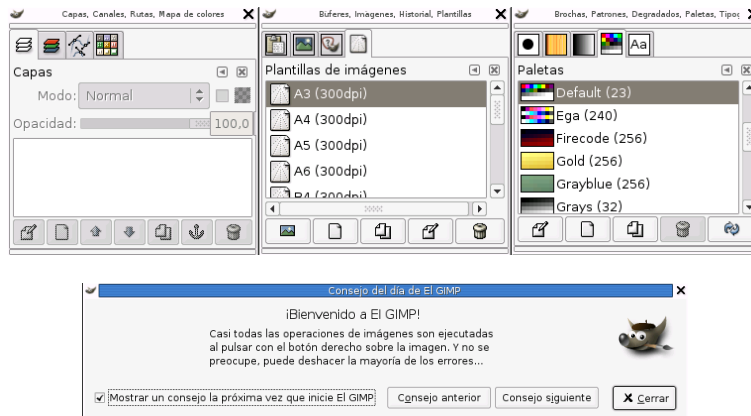 Capas, Canales, Rutas, Mapa de colores
Capas
Modo: Normal
Opacidad: 100,0
Búferes, Imágenes, Historial, Plantillas
Plantillas de imágenes
A3 (300dpi)
A4 (300dpi)
A5 (300dpi)
A6 (300dpi)
B4 (300dpi)
Brochas, Patrones, Degradados, Paletas, Tipog
Aa
Paletas
Default (23)
Ega (240)
Firecode (256)
Gold (256)
Grayblue (256)
Grays (32)
Consejo del día de El GIMP
¡Bienvenido a El GIMP!
Casi todas las operaciones de imágenes son ejecutadas
al pulsar con el botón derecho sobre la imagen. Y no se
preocupe, puede deshacer la mayoría de los errores...
Mostrar un consejo la próxima vez que inicie El GIMP
Consejo anterior
Consejo siguiente
Cerrar